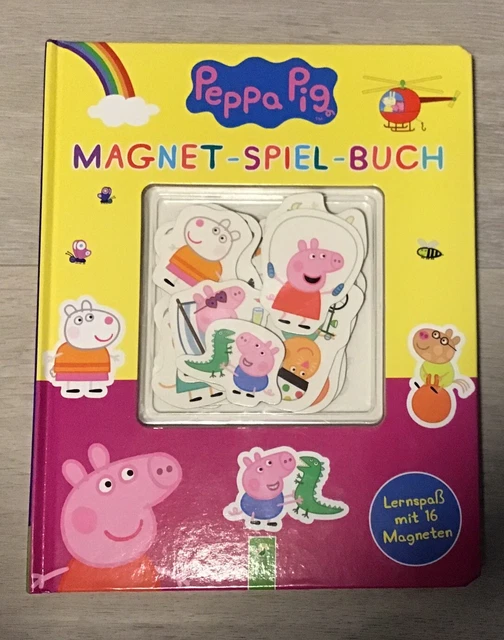 Peppa Pig
MAGNET-SPIEL-BUCH
Lernspaß
mit 16
Magneten